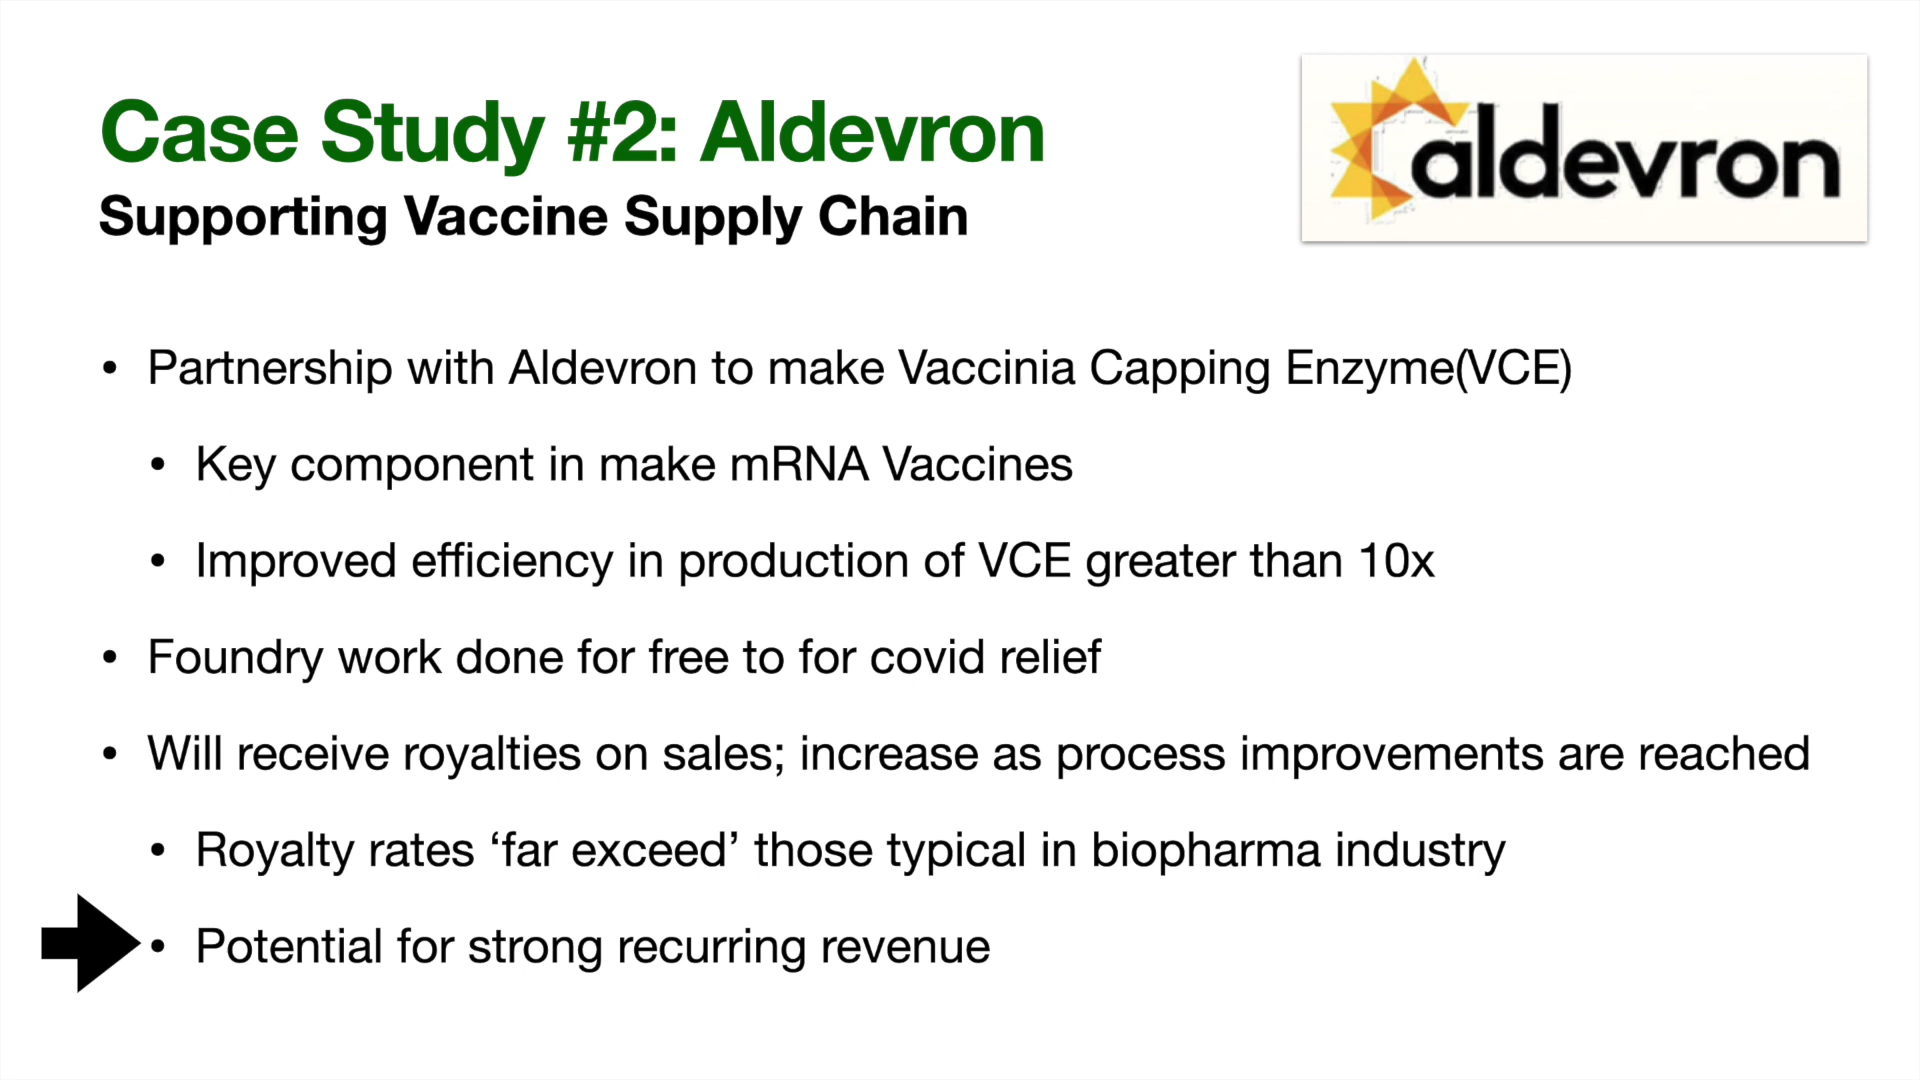 Case Study #2: Aldevron
Supporting Vaccine Supply Chain
aldevron
• Partnership with Aldevron to make Vaccinia Capping Enzyme(VCE)
• Key component in make mRNA Vaccines
• Improved efficiency in production of VCE greater than 10x
• Foundry work done for free to for covid relief
• Will receive royalties on sales; increase as process improvements are reached
• Royalty rates ‘far exceed’ those typical in biopharma industry
• Potential for strong recurring revenue